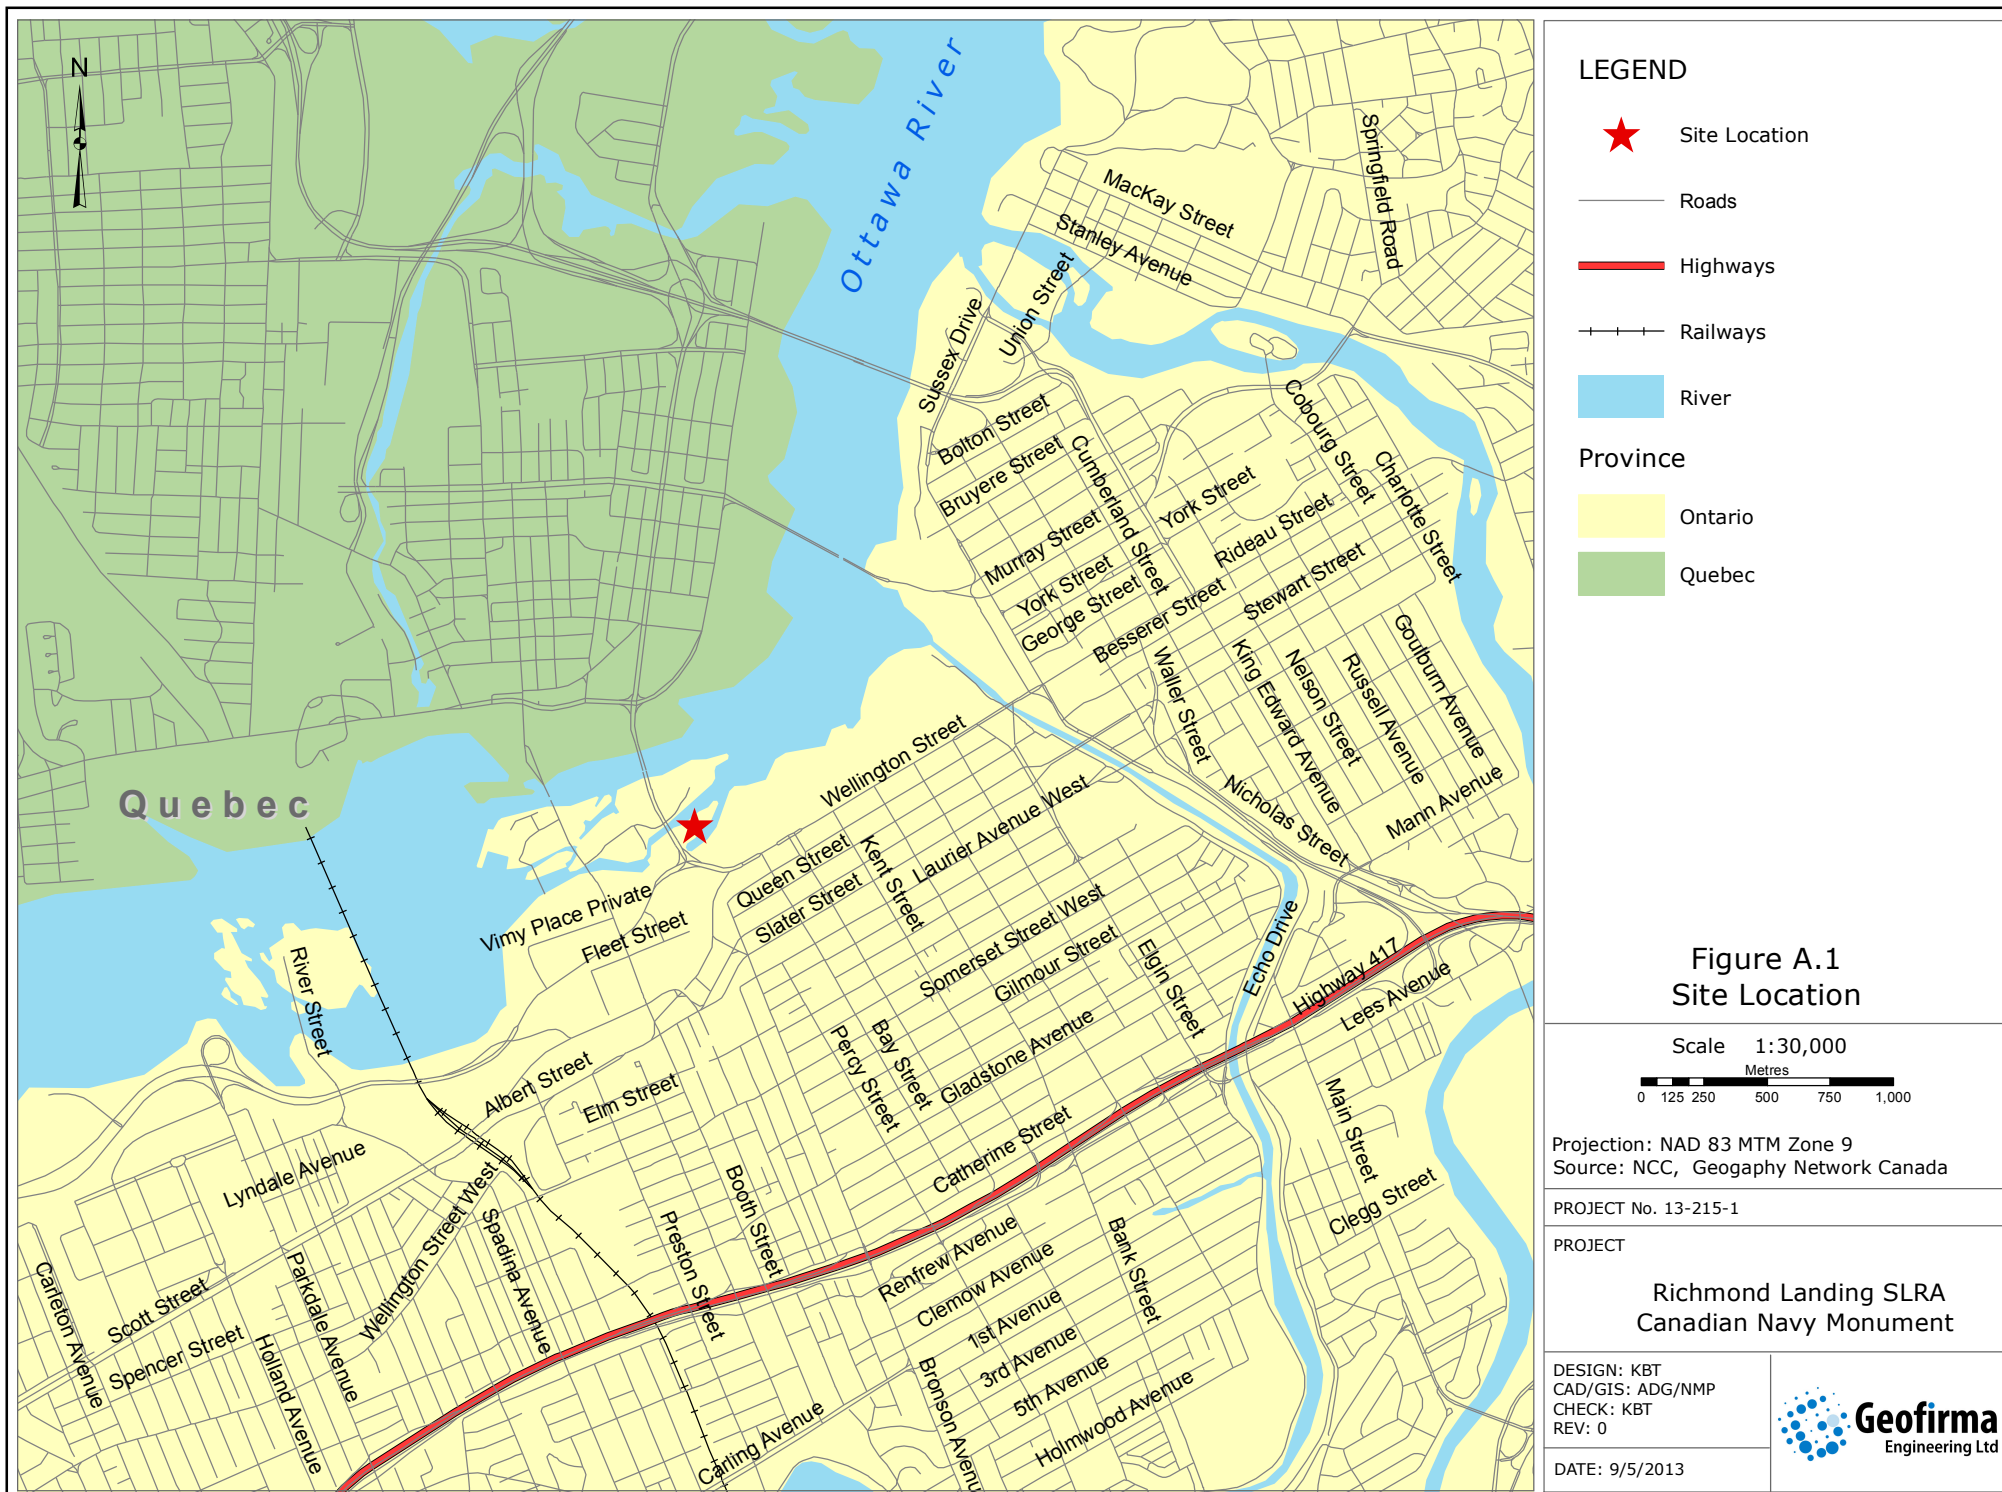 N
Ottawa River
MacKay Street
Springfield Road
Stanley Avenue
Union Street
Sussex Drive
Bolton Street
Bruyere Street
Cumberland Street
Cobourg Street
Charlotte Street
York Street
Murray Street
Rideau Street
York Street
George Street
Besserer Street
Stewart Street
Waller Street
King Edward Avenue
Nelson Street
Russell Avenue
Goulburn Avenue
Wellington Street
Quebec
Nicholas Street
Mann Avenue
Laurier Avenue West
Kent Street
Queen Street
Slater Street
Vimy Place Private
Fleet Street
Somerset Street West
Gilmour Street
Elgin Street
Echo Drive
Highway 417
Lees Avenue
River Street
Percy Street
Bay Street
Gladstone Avenue
Albert Street
Elm Street
Main Street
Catherine Street
Lyndale Avenue
Wellington Street West
Spadina Avenue
Booth Street
Preston Street
Clegg Street
Renfrew Avenue
Clemow Avenue
Bank Street
1st Avenue
3rd Avenue
5th Avenue
Carleton Avenue
Scott Street
Spencer Street
Holland Avenue
Parkdale Avenue
Carling Avenue
Bronson Avenu
Holmwood Avenue
LEGEND
Site Location
Roads
Highways
Railways
River
Province
Ontario
Quebec
Figure A.1
Site Location
Scale 1:30,000
Metres
0 125 250 500 750 1,000
Projection: NAD 83 MTM Zone 9
Source: NCC, Geogaphy Network Canada
PROJECT No. 13-215-1
PROJECT
Richmond Landing SLRA
Canadian Navy Monument
DESIGN: KBT
CAD/GIS: ADG/NMP
CHECK: KBT
REV: 0
DATE: 9/5/2013
Geofirma
Engineering Ltd